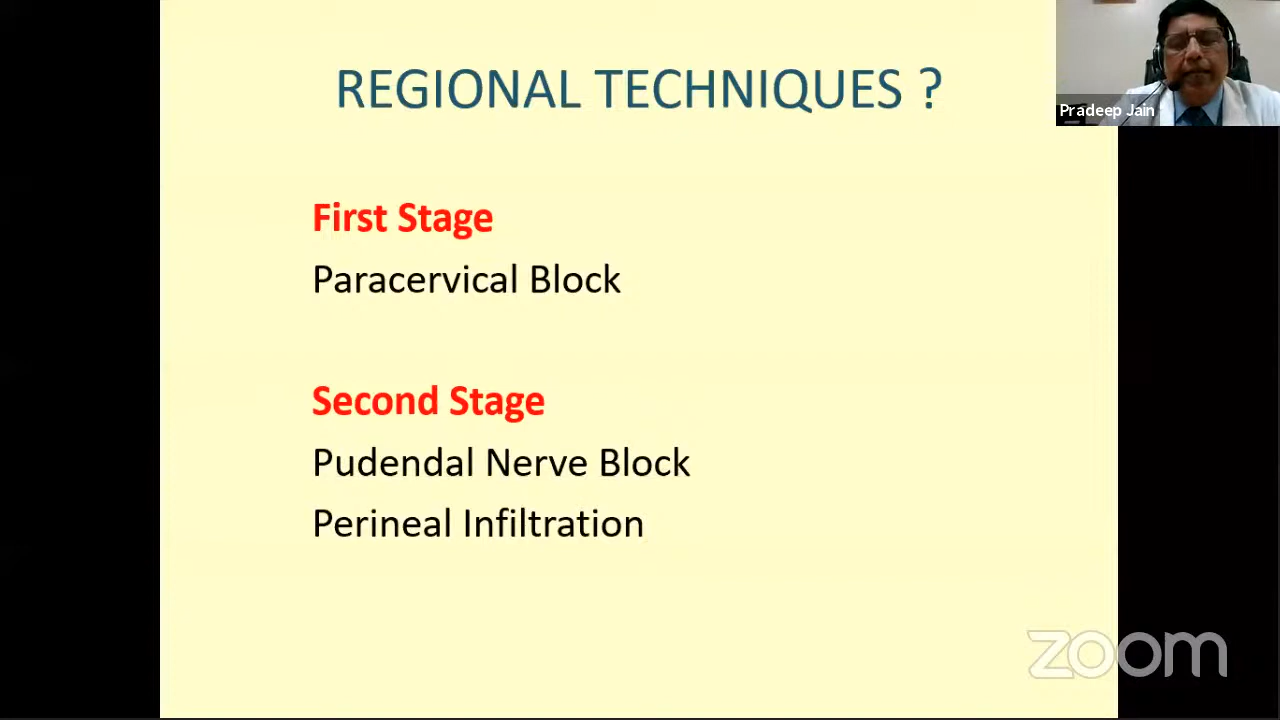 REGIONAL TECHNIQUES ?
Pradeep Jain
First Stage
Paracervical Block
Second Stage
Pudendal Nerve Block
Perineal Infiltration
zoom